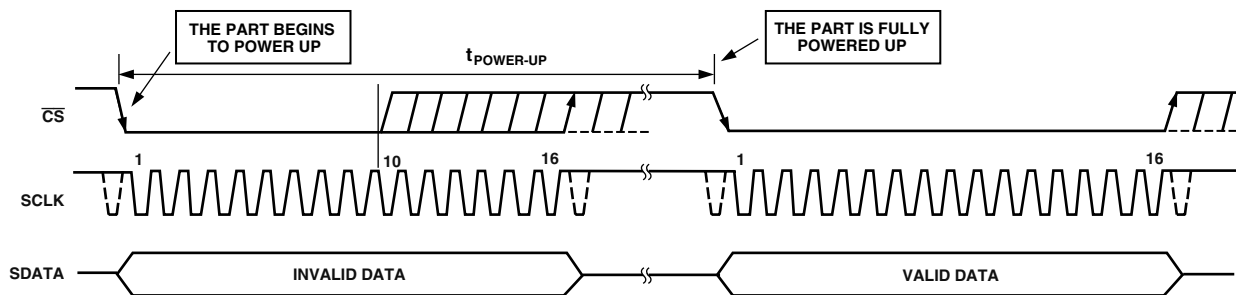 THE PART BEGINS
TO POWER UP
THE PART IS FULLY
POWERED UP
tPOWER-UP
CS
1
10
16
1
16
SCLK
SDATA
INVALID DATA
VALID DATA